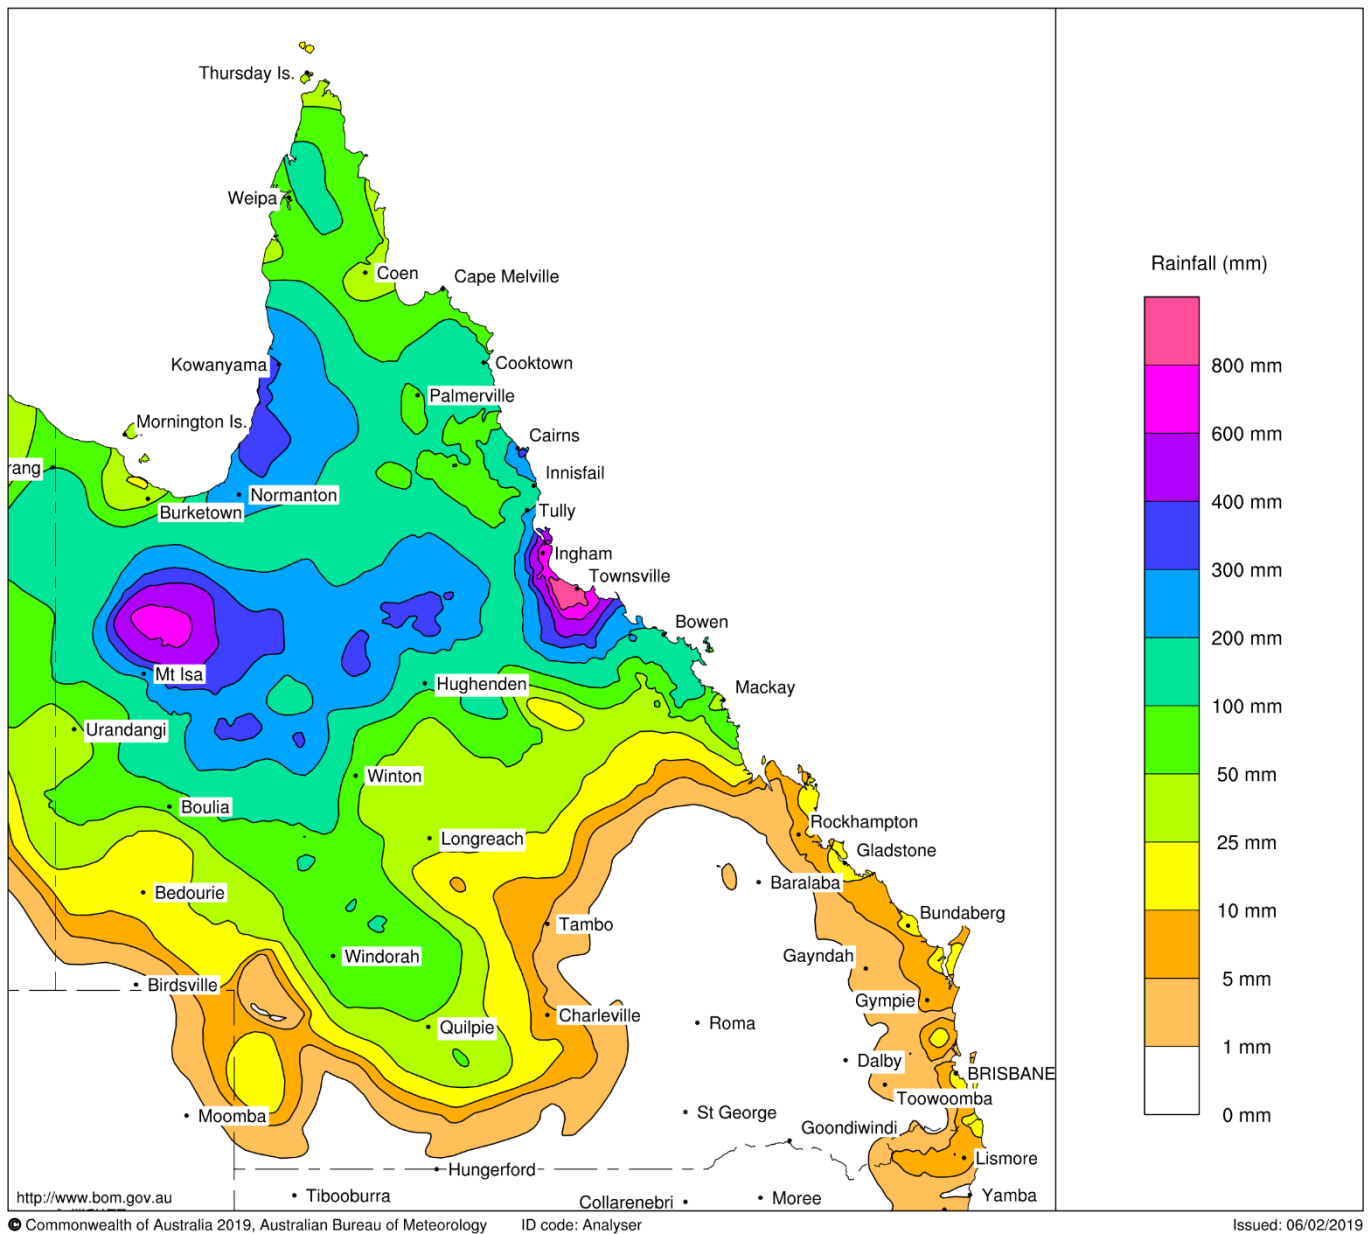 Thursday Is.
Weipa
Coen
Cape Melville
Kowanyama
Cooktown
Palmerville
Mornington Is.
Cairns
rang
Innisfail
Normanton
Burketown
Tully
Ingham
Townsville
Bowen
Mt Isa
Hughenden
Mackay
Urandangi
Winton
Boulia
Rockhampton
Longreach
Gladstone
Baralaba
Bedourie
Bundaberg
Tambo
Windorah
Gayndah
Birdsville
Gympie
Charleville
Quilpie
Roma
Dalby
BRISBANE
Toowoomba
Moomba
St George
Goondiwindi
Lismore
Hungerford
Tibooburra
Collarenebri
Moree
Yamba
Rainfall (mm)
800 mm
600 mm
400 mm
300 mm
200 mm
100 mm
50 mm
25 mm
10 mm
5 mm
1 mm
0 mm
http://www.bom.gov.au
© Commonwealth of Australia 2019, Australian Bureau of Meteorology ID code: Analyser Issued: 06/02/2019